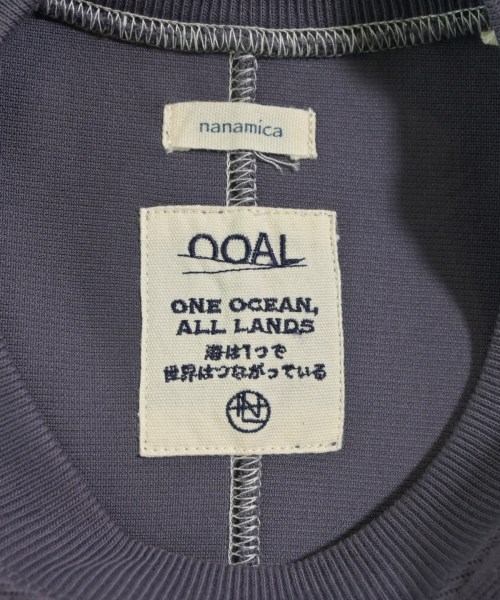 nanamica
OOAL
ONE OCEAN,
ALL LANDS
海は1つで
世界はつながっている